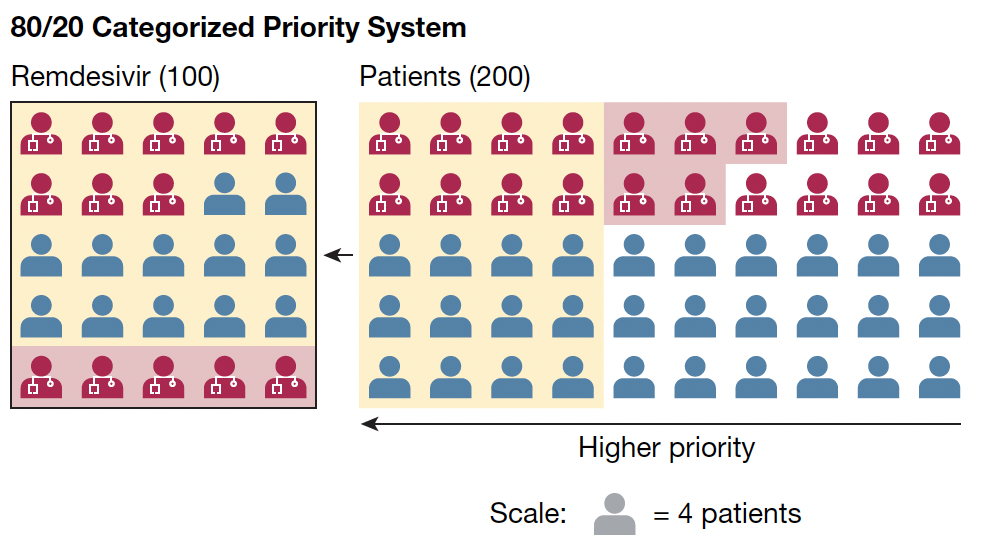 80/20 Categorized Priority System
Remdesivir (100)
Patients (200)
Higher priority
Scale:
= 4 patients